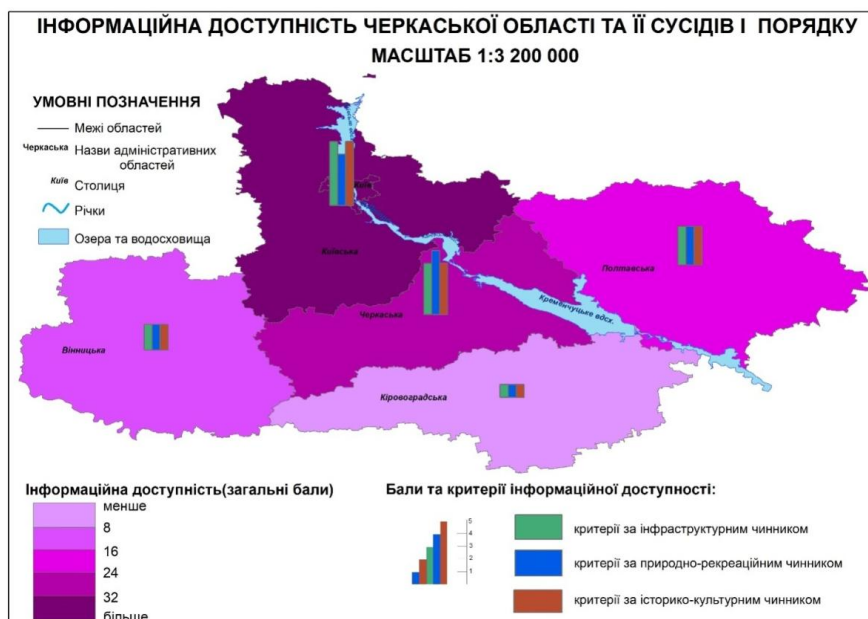 ІНФОРМАЦІЙНА ДОСТУПНІСТЬ ЧЕРКАСЬКОЇ ОБЛАСТІ ТА ЇЇ СУСІДІВ І ПОРЯДКУ
МАСШТАБ 1:3 200 000
УМОВНІ ПОЗНАЧЕННЯ
Межі областей
Черкаська Назви адміністративних
областей
Київ Столиця
Річки
Озера та водосховища
Київ
Київська
Полтавська
Черкаська
Кременчуцьке вдсх.
Вінницька
Кіровоградська
Інформаційна доступність(загальні бали)
менше
8
16
24
32
більше
Бали та критерії інформаційної доступності:
5
4
3
2
1
критерії за інфраструктурним чинником
критерії за природно-рекреаційним чинником
критерії за історико-культурним чинником